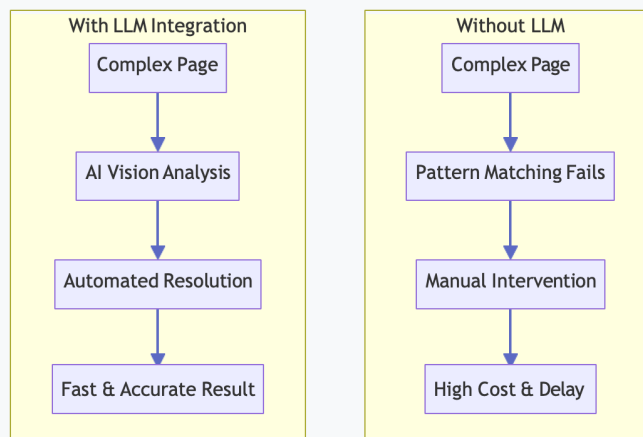 With LLM Integration
Complex Page
AI Vision Analysis
Automated Resolution
Fast & Accurate Result
Without LLM
Complex Page
Pattern Matching Fails
Manual Intervention
High Cost & Delay